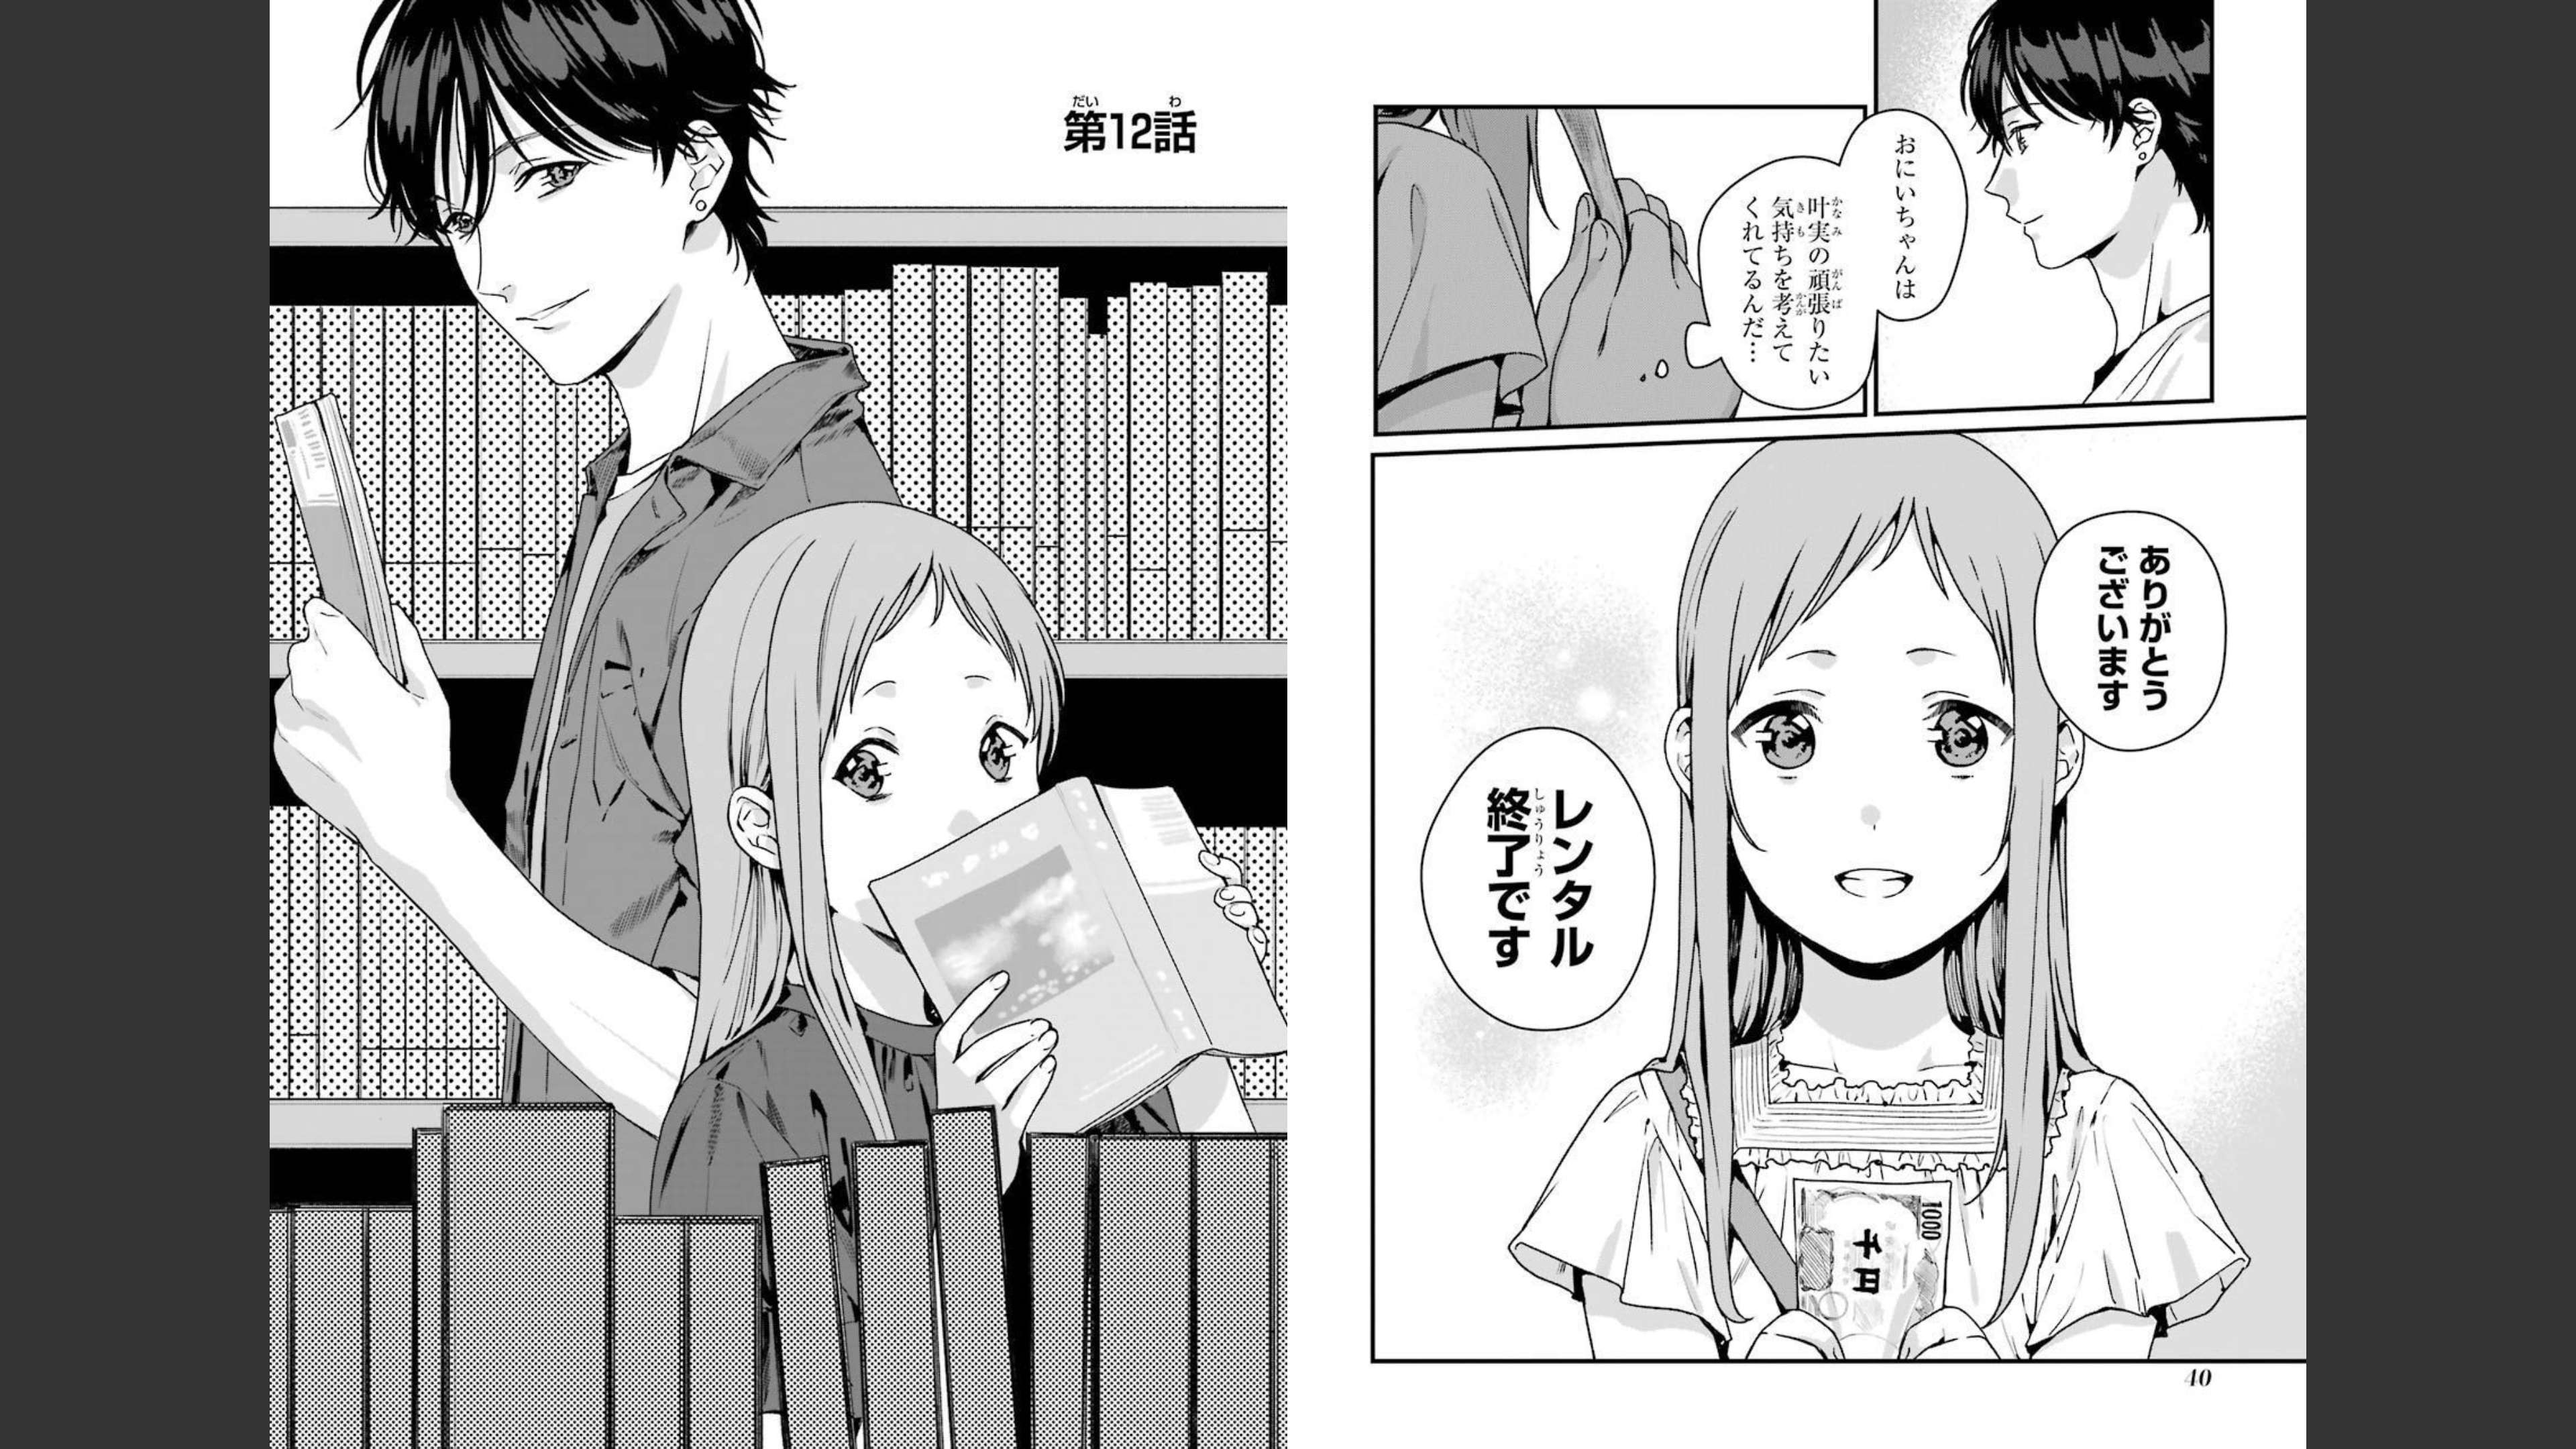 おにいちゃんは
叶実の頑張りたい
気持ちを考えて
くれてるんだ…
ありがとう
ございます
レンタル
終了です
1000
千円
40
第12話